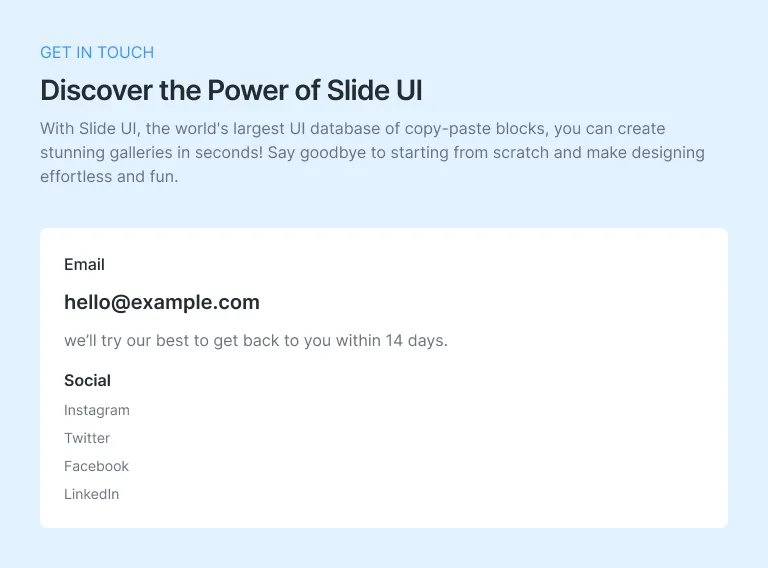 GET IN TOUCH
Discover the Power of Slide UI
With Slide UI, the world's largest UI database of copy-paste blocks, you can create
stunning galleries in seconds! Say goodbye to starting from scratch and make designing
effortless and fun.
Email
hello@example.com
we’ll try our best to get back to you within 14 days.
Social
Instagram
Twitter
Facebook
LinkedIn